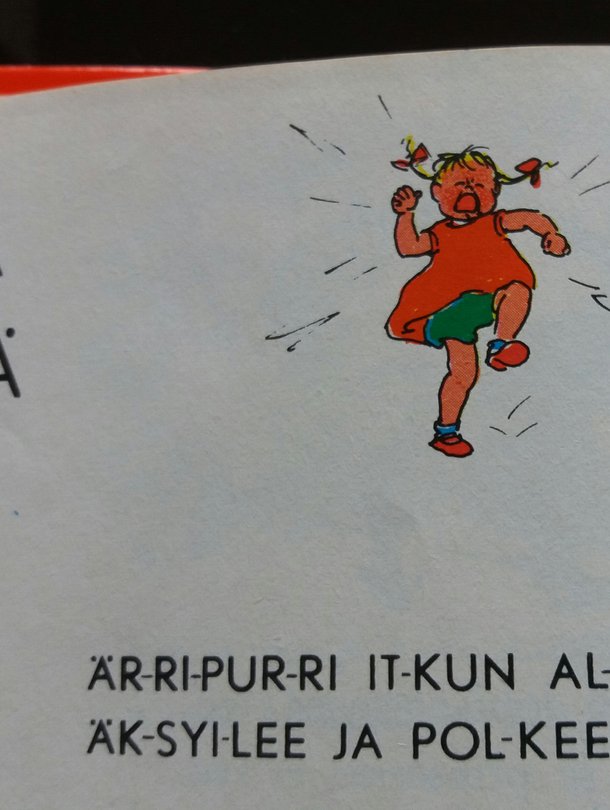 Ä
ÄR-RI-PUR-RI IT-KUN AL-
ÄK-SYI-LEE JA POL-KEE